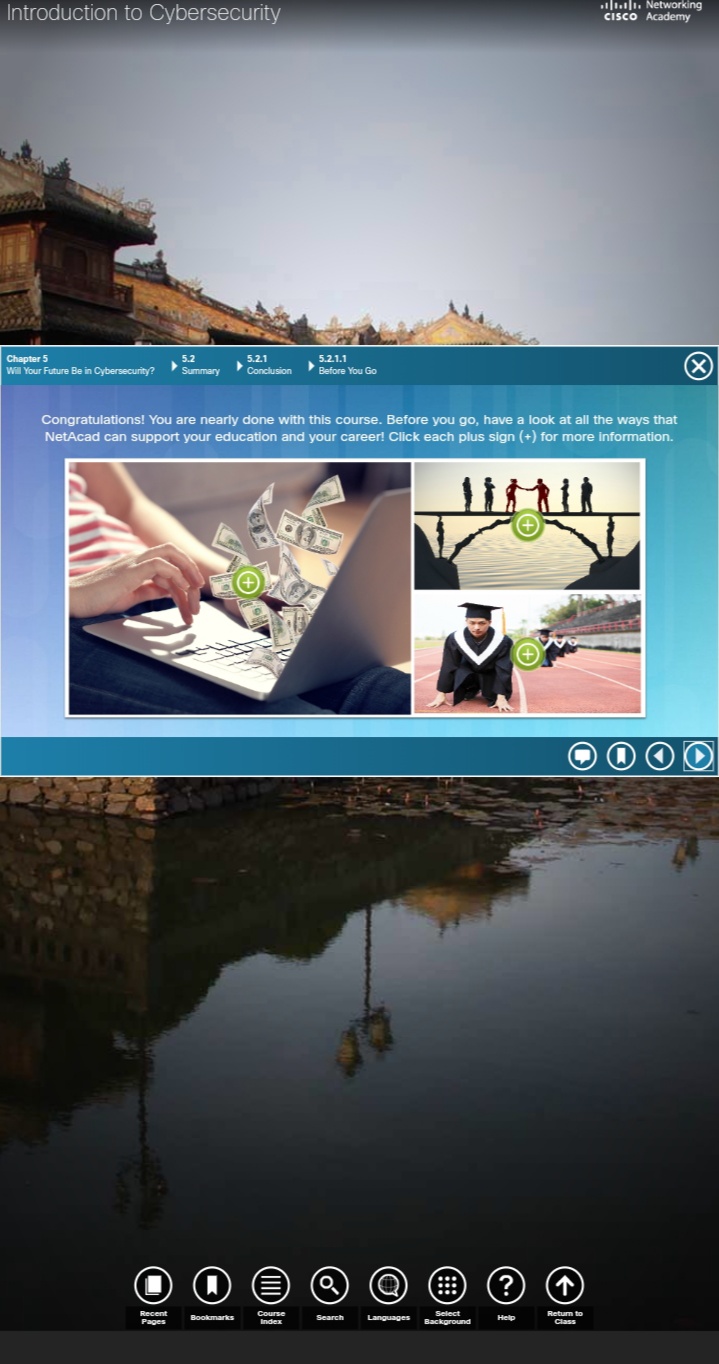 Introduction to Cybersecurity
Networking
CISCO Academy
Chapter 5
Will Your Future Be in Cybersecurity?
5.2
Summary
5.2.1
Conclusion
5.2.1.1
Before You Go
Congratulations! You are nearly done with this course. Before you go, have a look at all the ways that
NetAcad can support your education and your career! Click each plus sign (+) for more information.
Recent
Pages
Bookmarks
Course
Index
Search
Languages
Select
Background
Help
Return to
Class